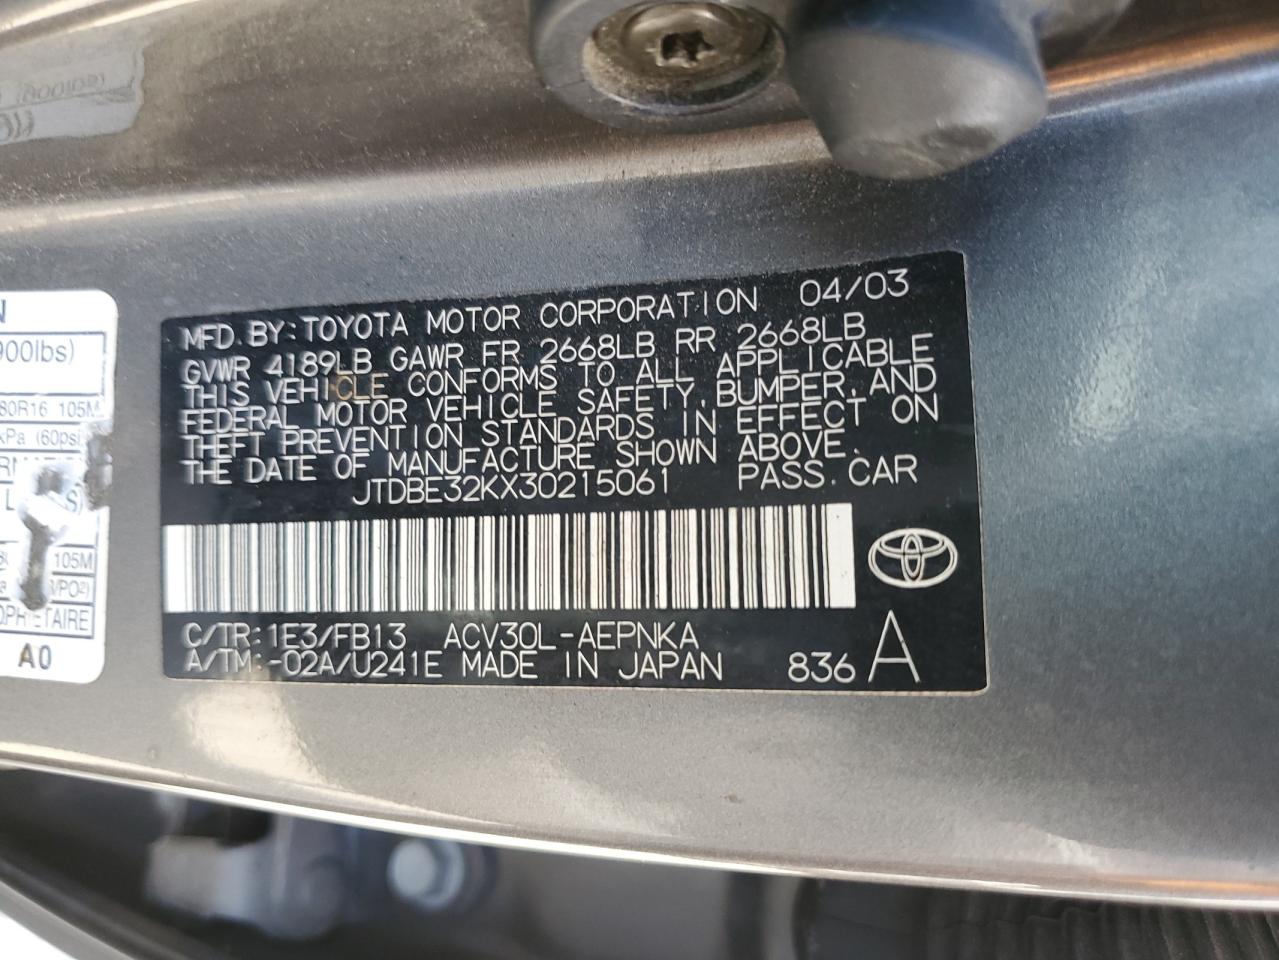 MFD.BY:TOYOTA MOTOR CORPORATION 04/03
GVWR 4189LB GAWR FR 2668LB RR 2668LB
THIS VEHICLE CONFORMS TO ALL APPLICABLE
FEDERAL MOTOR VEHICLE SAFETY,BUMPER,AND
THEFT PREVENTION STANDARDS IN EFFECT ON
THE DATE OF MANUFACTURE SHOWN ABOVE.
JTDBE32KX30215061 PASS.CAR
C/TR:1E3/FB13 ACV30L-AEPNKA
A/TM:-02A/U241E MADE IN JAPAN 836 A
900lbs)
80R16 105M
kPa (60psi
105M
AO